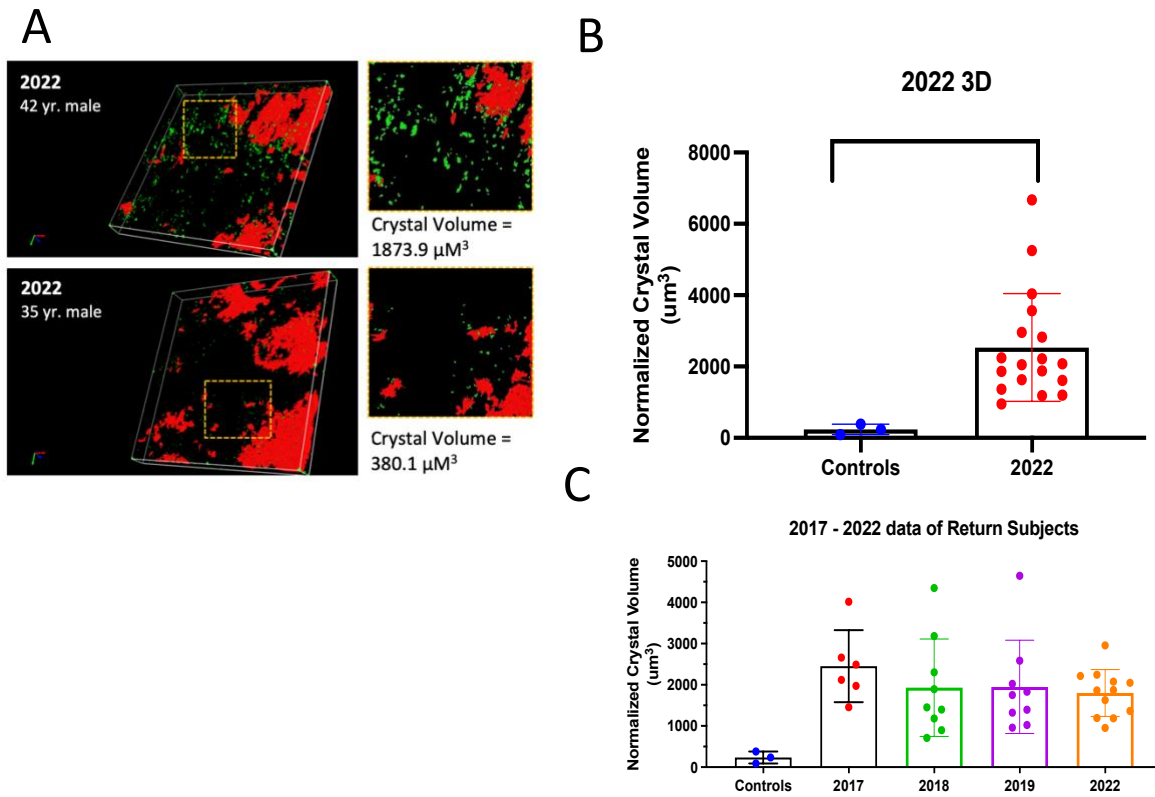 A
2022
42 yr. male
Crystal Volume =
1873.9 µM³
2022
35 yr. male
Crystal Volume =
380.1 µM³
B
2022 3D
Normalized Crystal Volume
(um³)
8000
6000
4000
2000
0
Controls
2022
C
2017 - 2022 data of Return Subjects
Normalized Crystal Volume
(um³)
5000
4000
3000
2000
1000
0
Controls
2017
2018
2019
2022